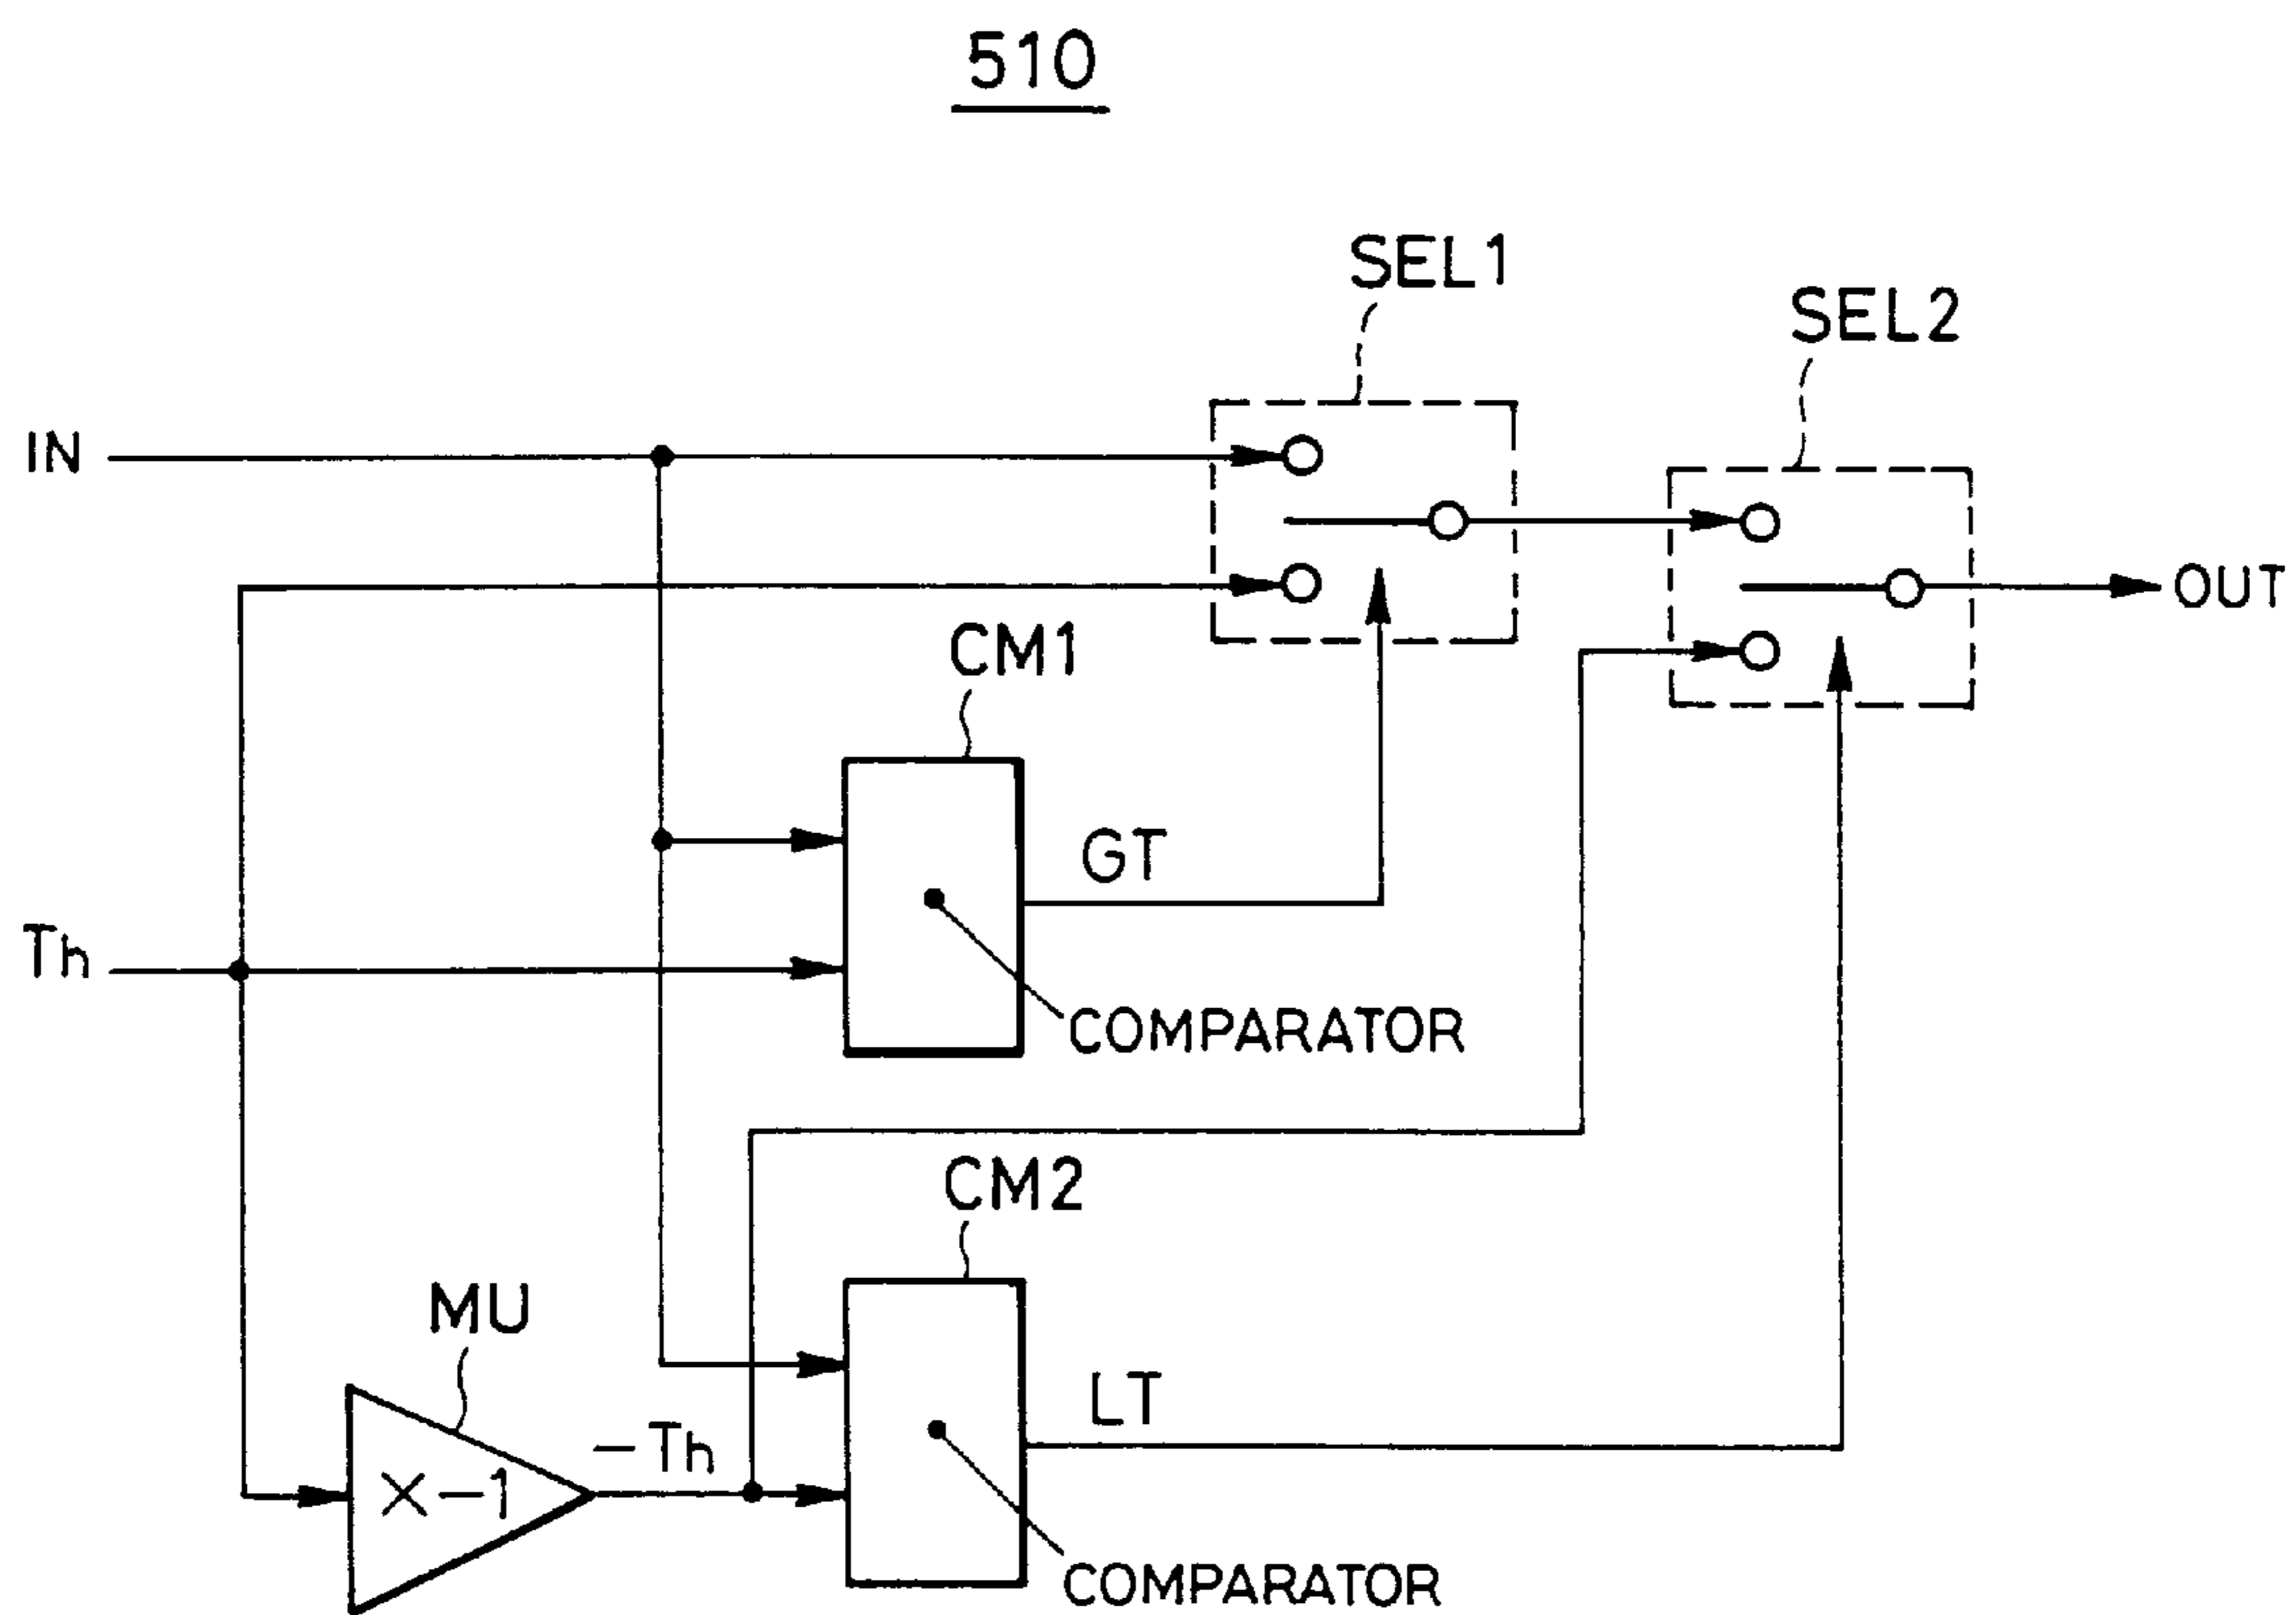 510
SEL1
SEL2
IN
OUT
CM1
GT
Th
COMPARATOR
CM2
MU
LT
-Th
×-1
COMPARATOR